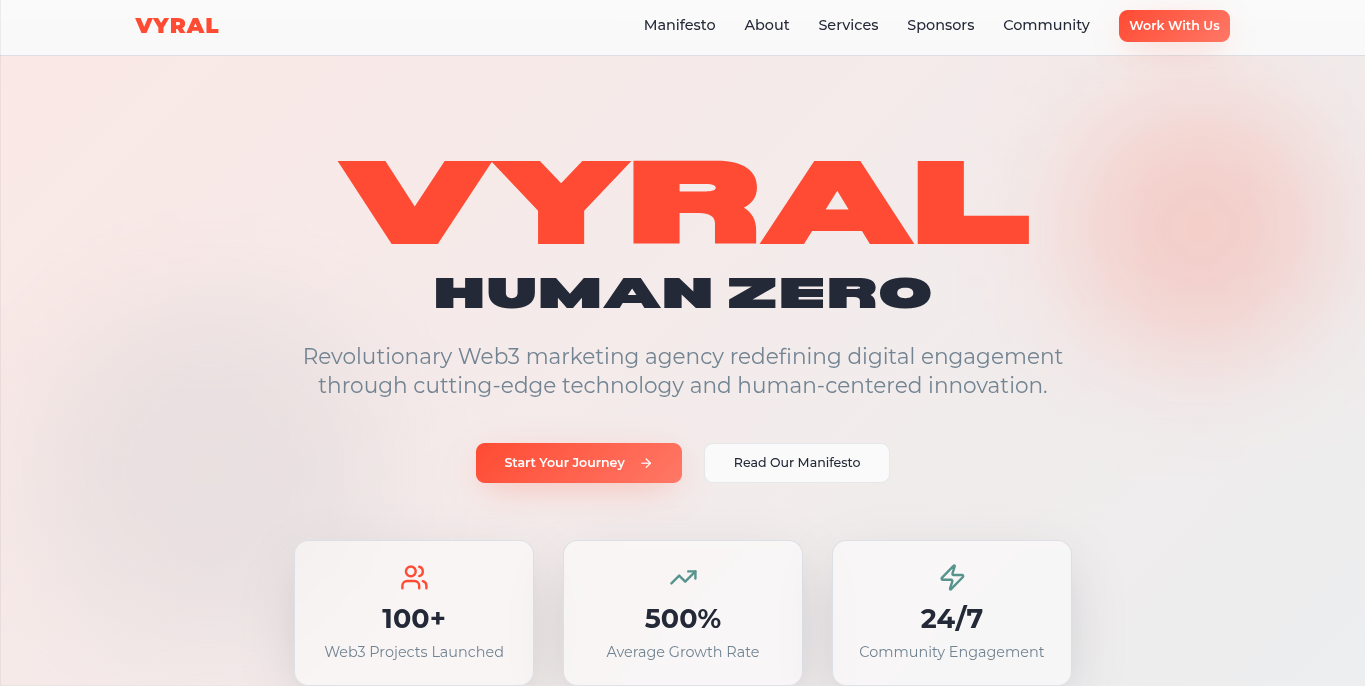 VYRAL
Manifesto About Services Sponsors Community Work With Us
VYRAL
HUMAN ZERO
Revolutionary Web3 marketing agency redefining digital engagement
through cutting-edge technology and human-centered innovation.
Start Your Journey
Read Our Manifesto
100+
Web3 Projects Launched
500%
Average Growth Rate
24/7
Community Engagement